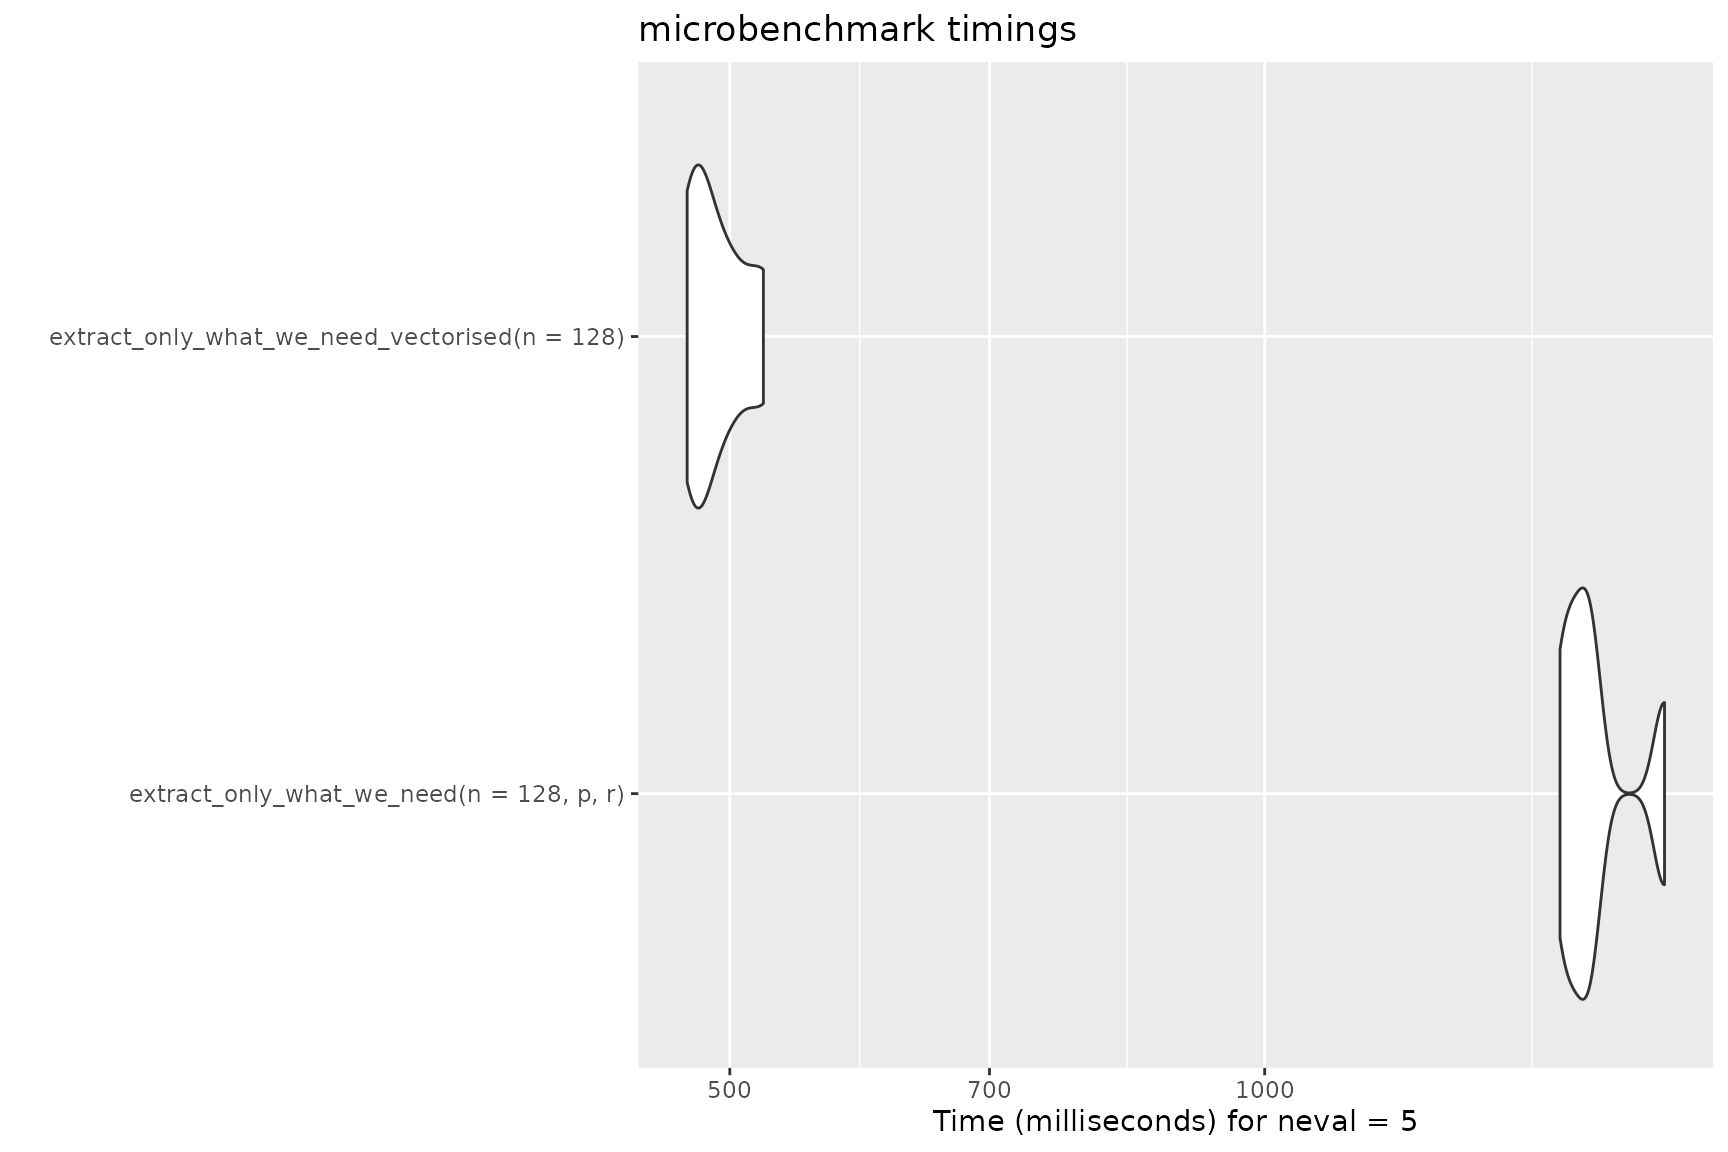 microbenchmark timings
extract_only_what_we_need_vectorised(n = 128)
extract_only_what_we_need(n = 128, p, r)
500 700 1000
Time (milliseconds) for neval = 5